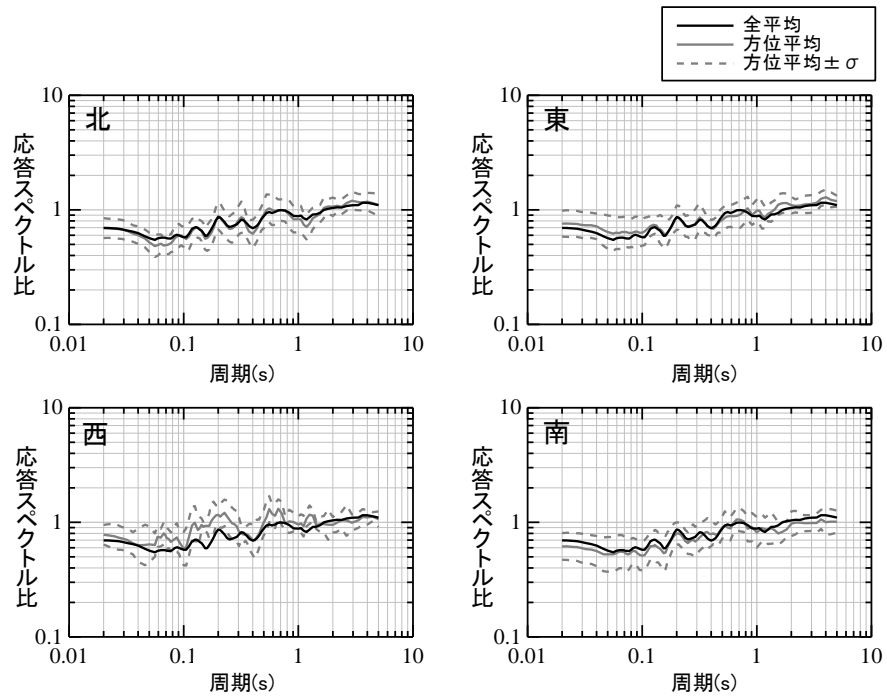 全平均
方位平均
方位平均±σ
北
10
1
0.1
0.01 0.1 1 10
応答スペクトル比
周期(s)
東
10
1
0.1
0.01 0.1 1 10
応答スペクトル比
周期(s)
西
10
1
0.1
0.01 0.1 1 10
応答スペクトル比
周期(s)
南
10
1
0.1
0.01 0.1 1 10
応答スペクトル比
周期(s)